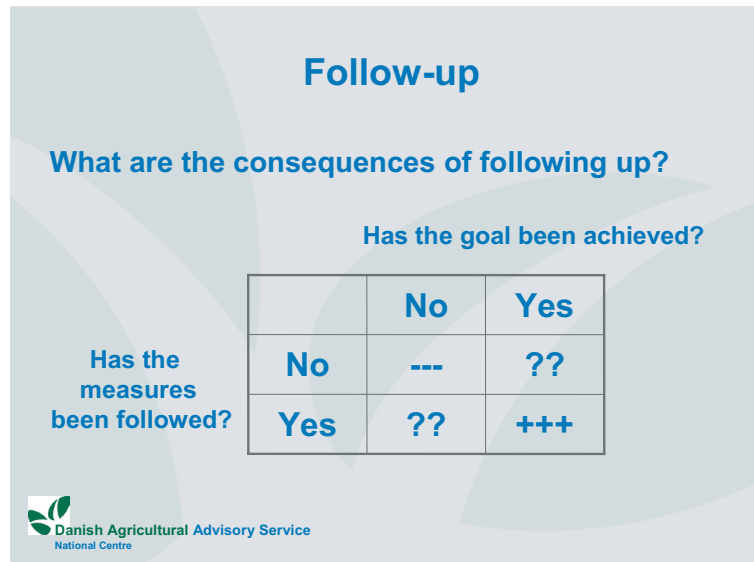 Follow-up
What are the consequences of following up?
Has the goal been achieved?
No Yes
Has the
measures
been followed?
No --- ??
Yes ?? +++
Danish Agricultural Advisory Service
National Centre